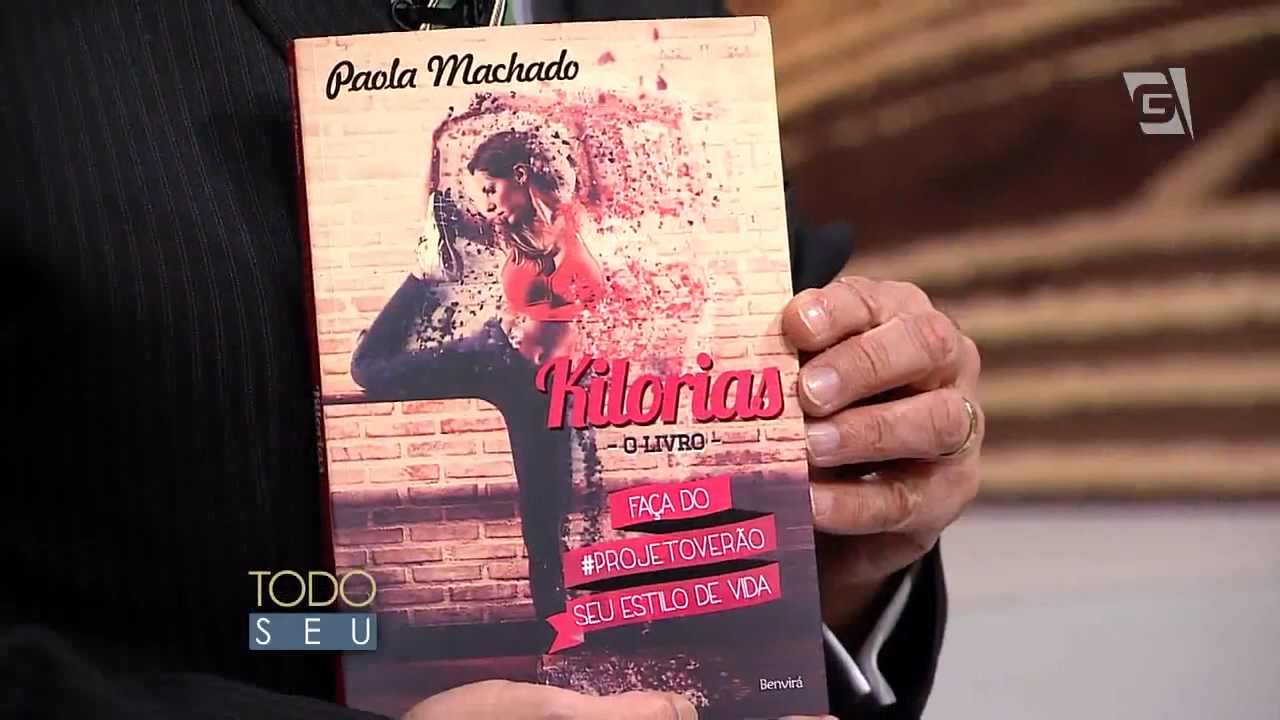 Paola Machado
Kilorias
- O LIVRO -
FAÇA DO
#PROJETOVERÃO
SEU ESTILO DE VIDA
Benvirá
TODO
SEU
G